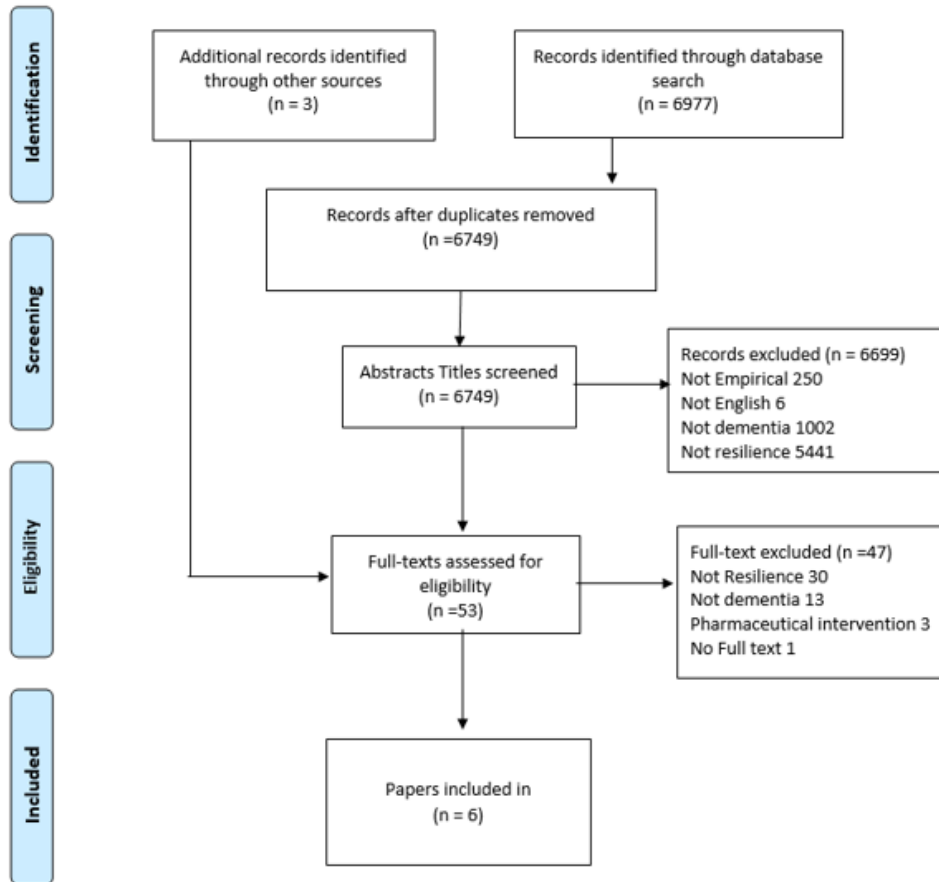 Identification
Additional records identified
through other sources
(n = 3)
Records identified through database
search
(n = 6977)
Records after duplicates removed
(n =6749)
Screening
Abstracts Titles screened
(n = 6749)
Records excluded (n = 6699)
Not Empirical 250
Not English 6
Not dementia 1002
Not resilience 5441
Eligibility
Full-texts assessed for
eligibility
(n =53)
Full-text excluded (n =47)
Not Resilience 30
Not dementia 13
Pharmaceutical intervention 3
No Full text 1
Included
Papers included in
(n = 6)